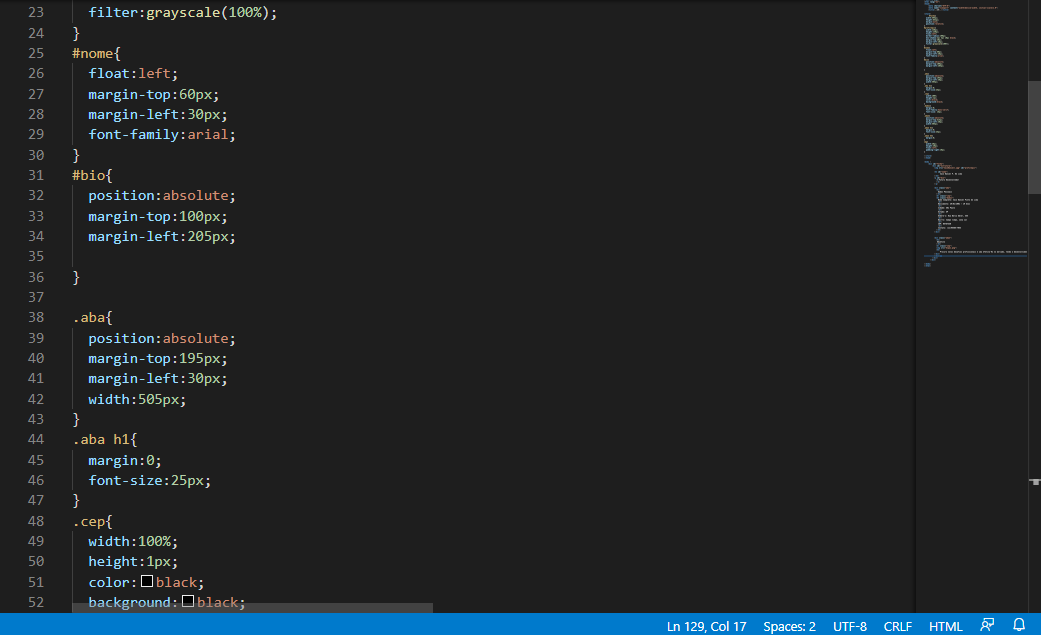 23 filter:grayscale(100%);
24 }
25 #nome{
26 float:left;
27 margin-top:60px;
28 margin-left:30px;
29 font-family:arial;
30 }
31 #bio{
32 position:absolute;
33 margin-top:100px;
34 margin-left:205px;
35
36 }
37
38 .aba{
39 position:absolute;
40 margin-top:195px;
41 margin-left:30px;
42 width:505px;
43 }
44 .aba h1{
45 margin:0;
46 font-size:25px;
47 }
48 .cep{
49 width:100%;
50 height:1px;
51 color:black;
52 background:black;
Ln 129, Col 17 Spaces: 2 UTF-8 CRLF HTML